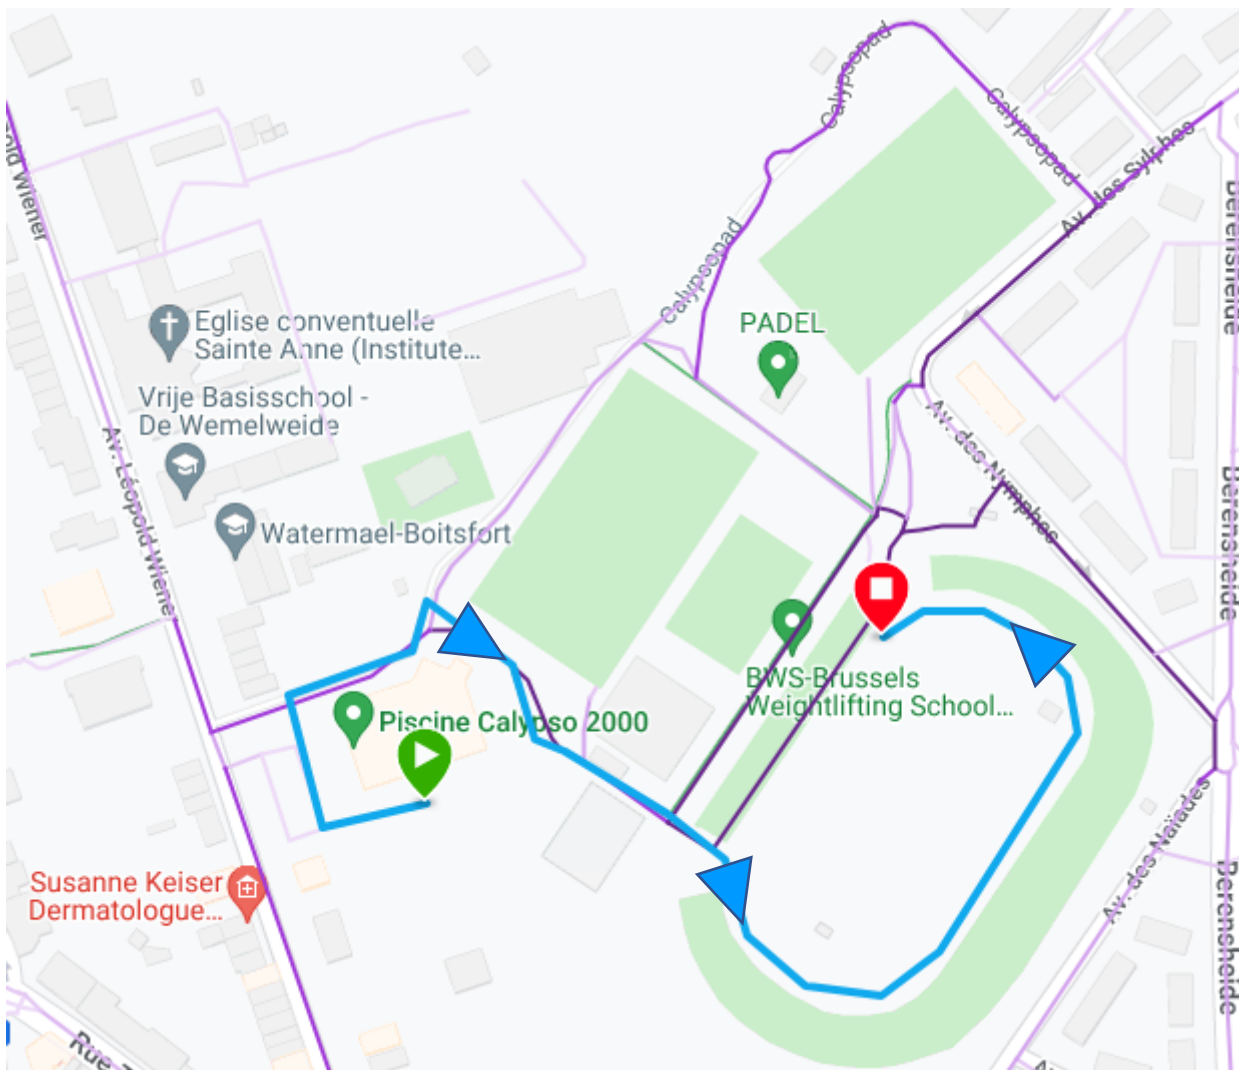 Calypsopad
Calypsopad
Av. des Sylphes
Berensheide
Calypsopad
PADEL
Eglise conventuelle
Sainte Anne (Institute...
Vrije Basisschool -
De Wemelweide
Av. Léopold Wiener
Av. des Nymphes
Watermael-Boitsfort
Berensheide
BWS-Brussels
Weightlifting School...
Piscine Calypso 2000
Av. des Naïades
Susanne Keiser
Dermatologue...
Berensheide
Rue